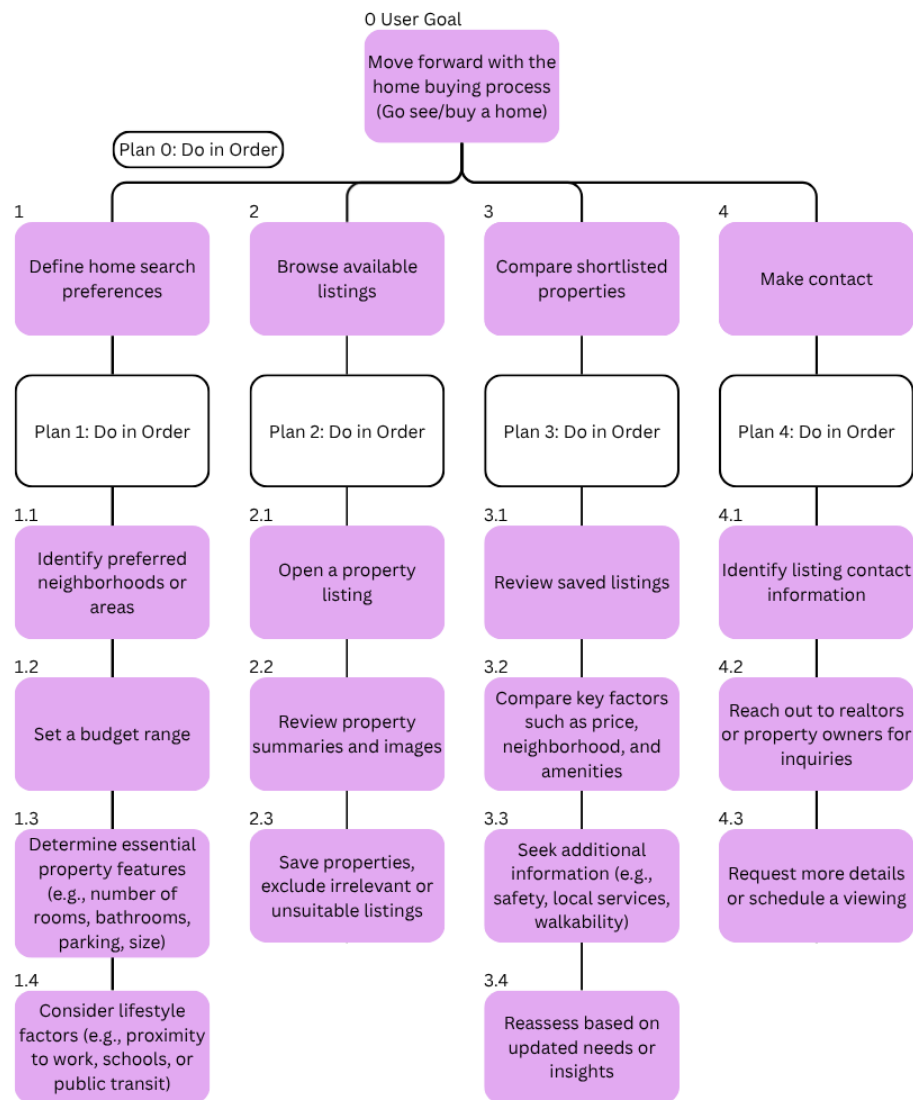 0 User Goal
Move forward with the
home buying process
(Go see/buy a home)
Plan 0: Do in Order
1
Define home search
preferences
2
Browse available
listings
3
Compare shortlisted
properties
4
Make contact
Plan 1: Do in Order
Plan 2: Do in Order
Plan 3: Do in Order
Plan 4: Do in Order
1.1
Identify preferred
neighborhoods or
areas
2.1
Open a property
listing
3.1
Review saved listings
4.1
Identify listing contact
information
1.2
Set a budget range
2.2
Review property
summaries and images
3.2
Compare key factors
such as price,
neighborhood, and
amenities
4.2
Reach out to realtors
or property owners for
inquiries
1.3
Determine essential
property features
(e.g., number of
rooms, bathrooms,
parking, size)
2.3
Save properties,
exclude irrelevant or
unsuitable listings
3.3
Seek additional
information (e.g.,
safety, local services,
walkability)
4.3
Request more details
or schedule a viewing
1.4
Consider lifestyle
factors (e.g., proximity
to work, schools, or
public transit)
3.4
Reassess based on
updated needs or
insights